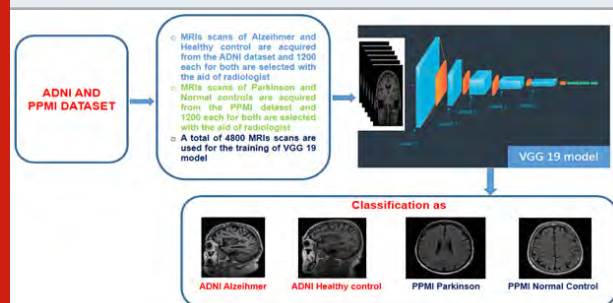 ADNI AND
PPMI DATASET
MRIs scans of Alzeihmer and
Healthy control are acquired
from the ADNI dataset and 1200
each for both are selected with
the aid of radiologist
MRIs scans of Parkinson and
Normal controls are acquired
from the PPMI dataset and
1200 each for both are selected
with the aid of radiologist
A total of 4800 MRIs scans are
used for the training of VGG 19
model
VGG 19 model
Classification as
ADNI Alzeihmer
ADNI Healthy control
PPMI Parkinson
PPMI Normal Control